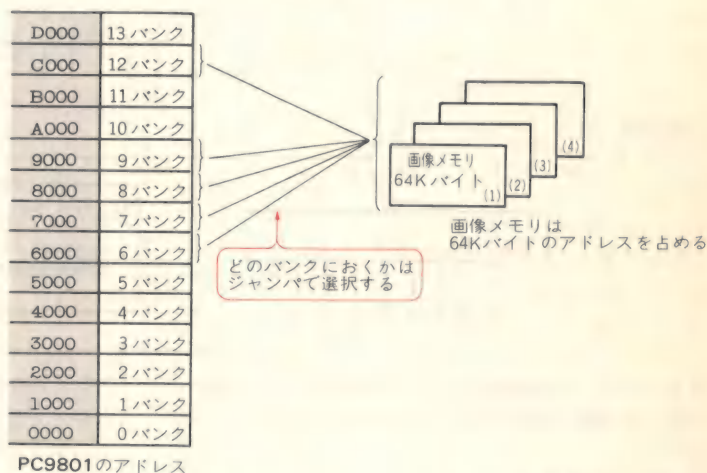 D000 13バンク
C000 12バンク
B000 11バンク
A000 10バンク
9000 9バンク
8000 8バンク
7000 7バンク
6000 6バンク
5000 5バンク
4000 4バンク
3000 3バンク
2000 2バンク
1000 1バンク
0000 0バンク
PC9801のアドレス
画像メモリ
64Kバイト
(1)
(2)
(3)
(4)
画像メモリは
64Kバイトのアドレスを占める
どのバンクにおくかは
ジャンパで選択する